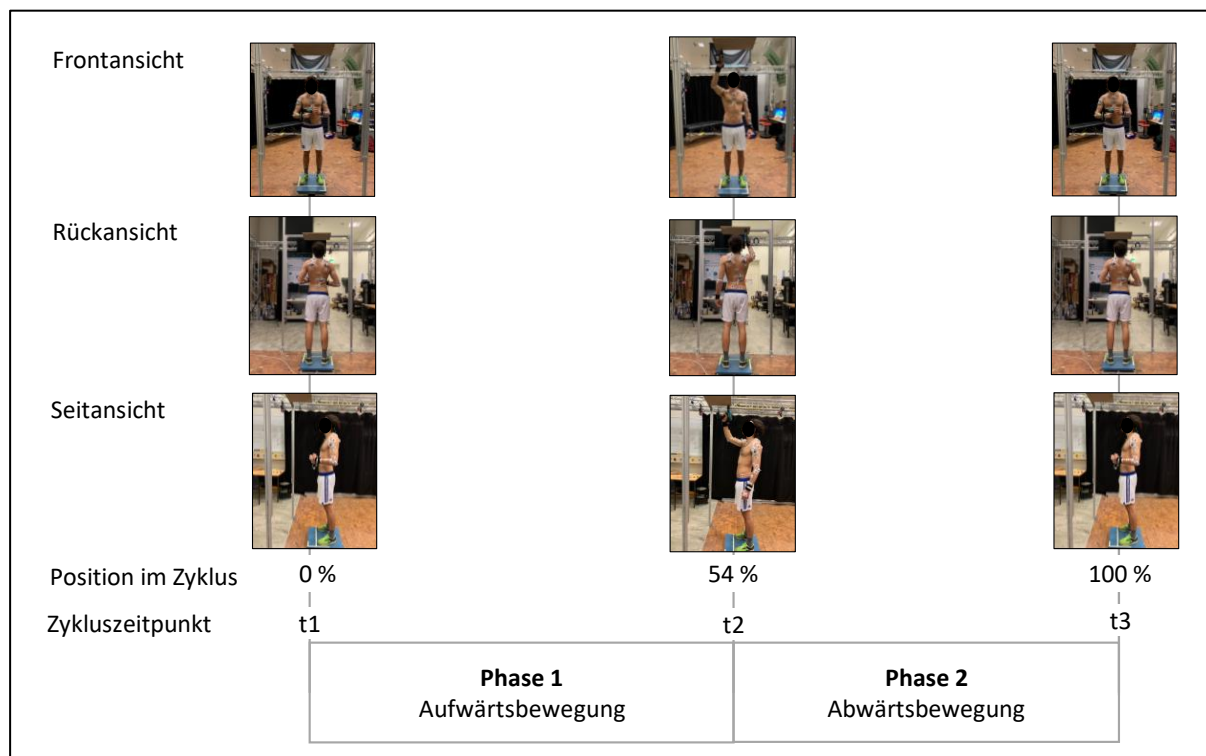 Frontansicht
Rückansicht
Seitansicht
Position im Zyklus 0 % 54 % 100 %
Zykluszeitpunkt t1 t2 t3
Phase 1 Phase 2
Aufwärtsbewegung Abwärtsbewegung